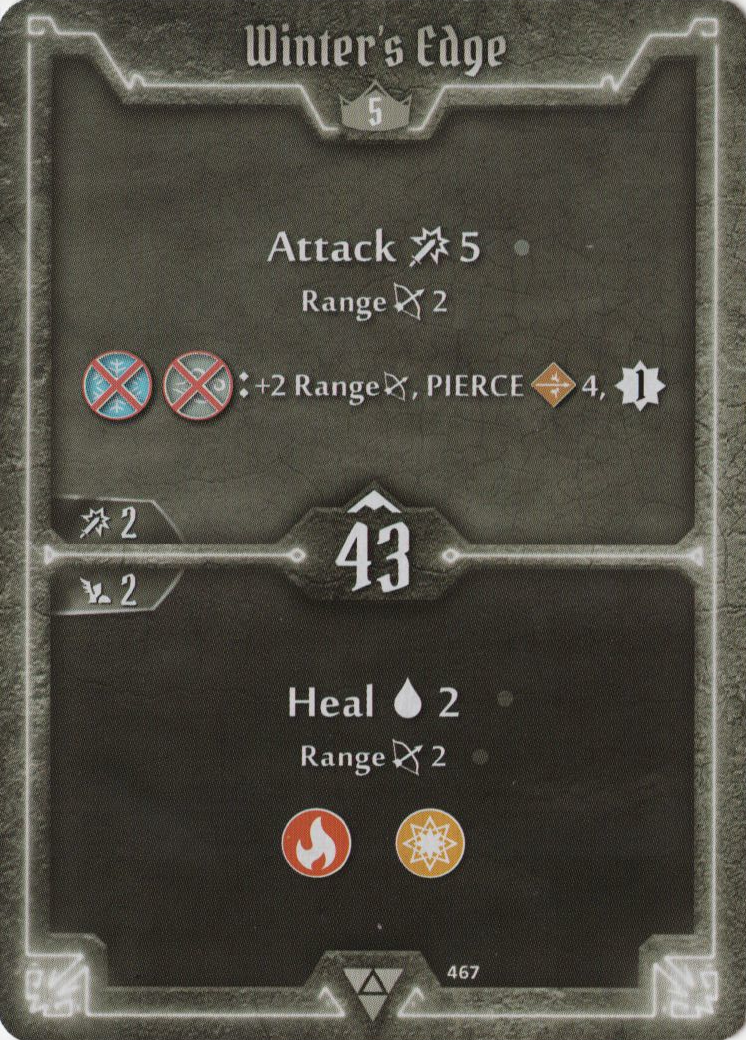 Winter's Edge
5
Attack 5
Range 2
: +2 Range, PIERCE 4, 1
2
43
2
Heal 2
Range 2
467